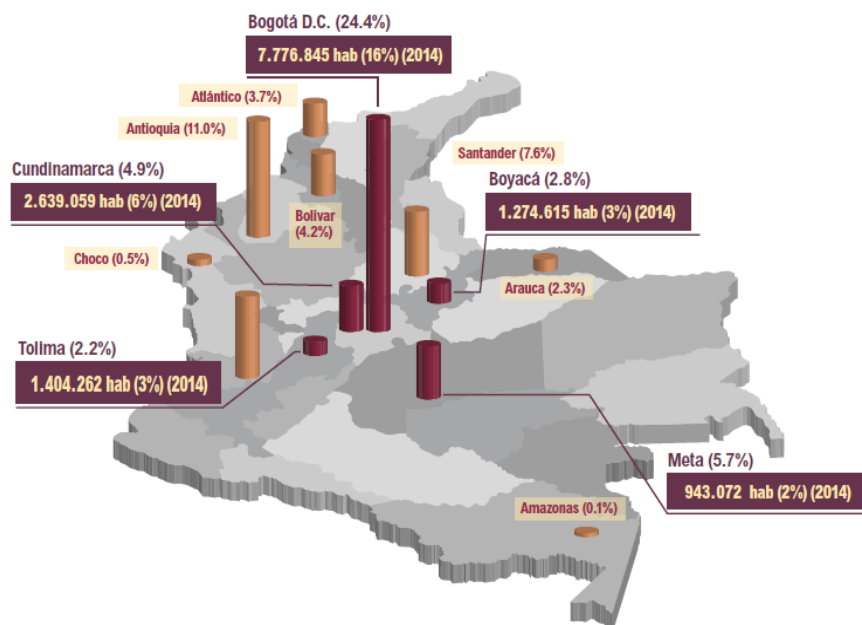 Bogotá D.C. (24.4%)
7.776.845 hab (16%) (2014)
Atlántico (3.7%)
Antioquia (11.0%)
Santander (7.6%)
Cundinamarca (4.9%)
2.639.059 hab (6%) (2014)
Boyacá (2.8%)
1.274.615 hab (3%) (2014)
Bolivar
(4.2%)
Choco (0.5%)
Arauca (2.3%)
Tolima (2.2%)
1.404.262 hab (3%) (2014)
Meta (5.7%)
943.072 hab (2%) (2014)
Amazonas (0.1%)